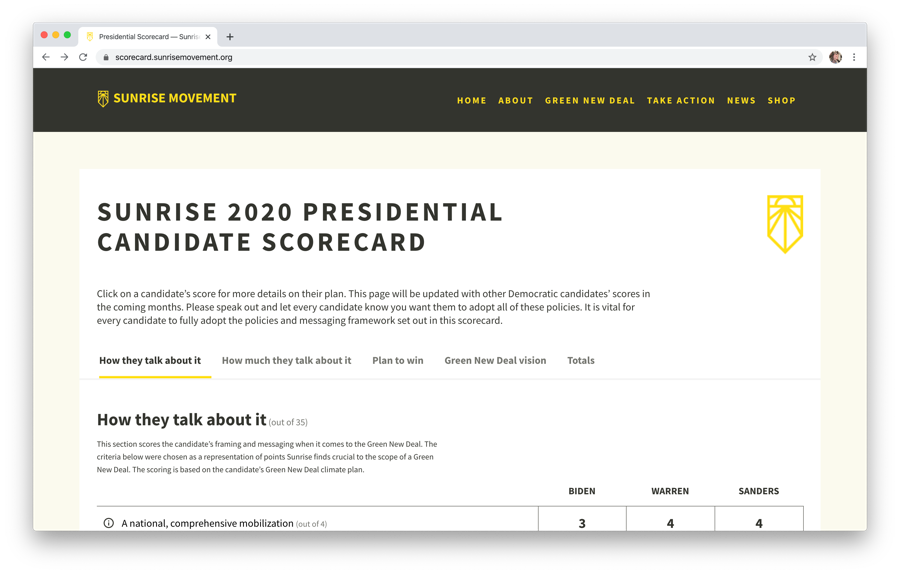 Presidential Scorecard — Sunris
scorecard.sunrisemovement.org
SUNRISE MOVEMENT
HOME ABOUT GREEN NEW DEAL TAKE ACTION NEWS SHOP
SUNRISE 2020 PRESIDENTIAL
CANDIDATE SCORECARD
Click on a candidate's score for more details on their plan. This page will be updated with other Democratic candidates' scores in
the coming months. Please speak out and let every candidate know you want them to adopt all of these policies. It is vital for
every candidate to fully adopt the policies and messaging framework set out in this scorecard.
How they talk about it How much they talk about it Plan to win Green New Deal vision Totals
How they talk about it (out of 35)
This section scores the candidate's framing and messaging when it comes to the Green New Deal. The
criteria below were chosen as a representation of points Sunrise finds crucial to the scope of a Green
New Deal. The scoring is based on the candidate's Green New Deal climate plan.
BIDEN WARREN SANDERS
A national, comprehensive mobilization (out of 4) 3 4 4